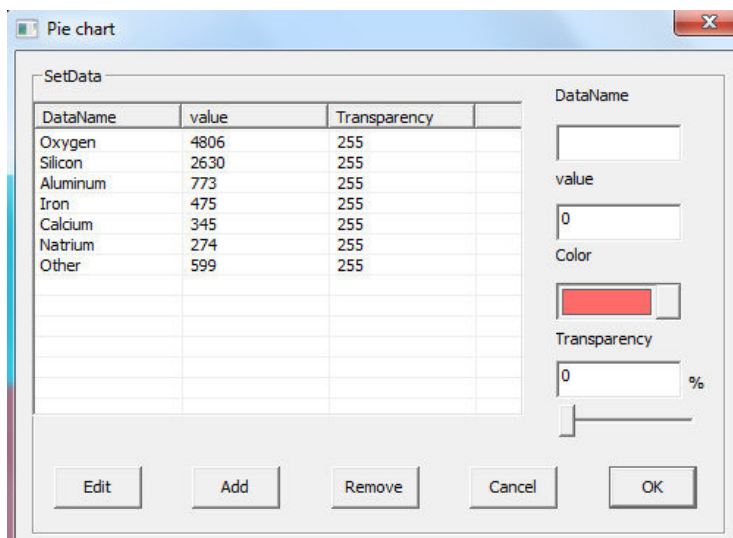 Pie chart
SetData
DataName value Transparency
Oxygen 4806 255
Silicon 2630 255
Aluminum 773 255
Iron 475 255
Calcium 345 255
Natrium 274 255
Other 599 255
DataName
value
0
Color
Transparency
0 %
Edit Add Remove Cancel OK